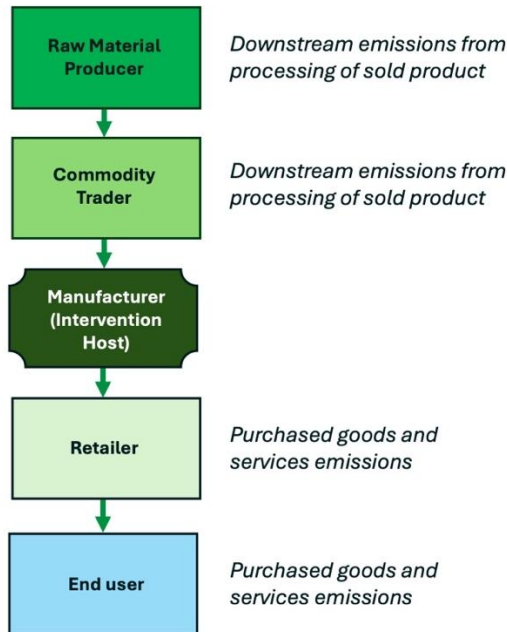 Raw Material
Producer
Downstream emissions from
processing of sold product
Commodity
Trader
Downstream emissions from
processing of sold product
Manufacturer
(Intervention
Host)
Retailer
Purchased goods and
services emissions
End user
Purchased goods and
services emissions